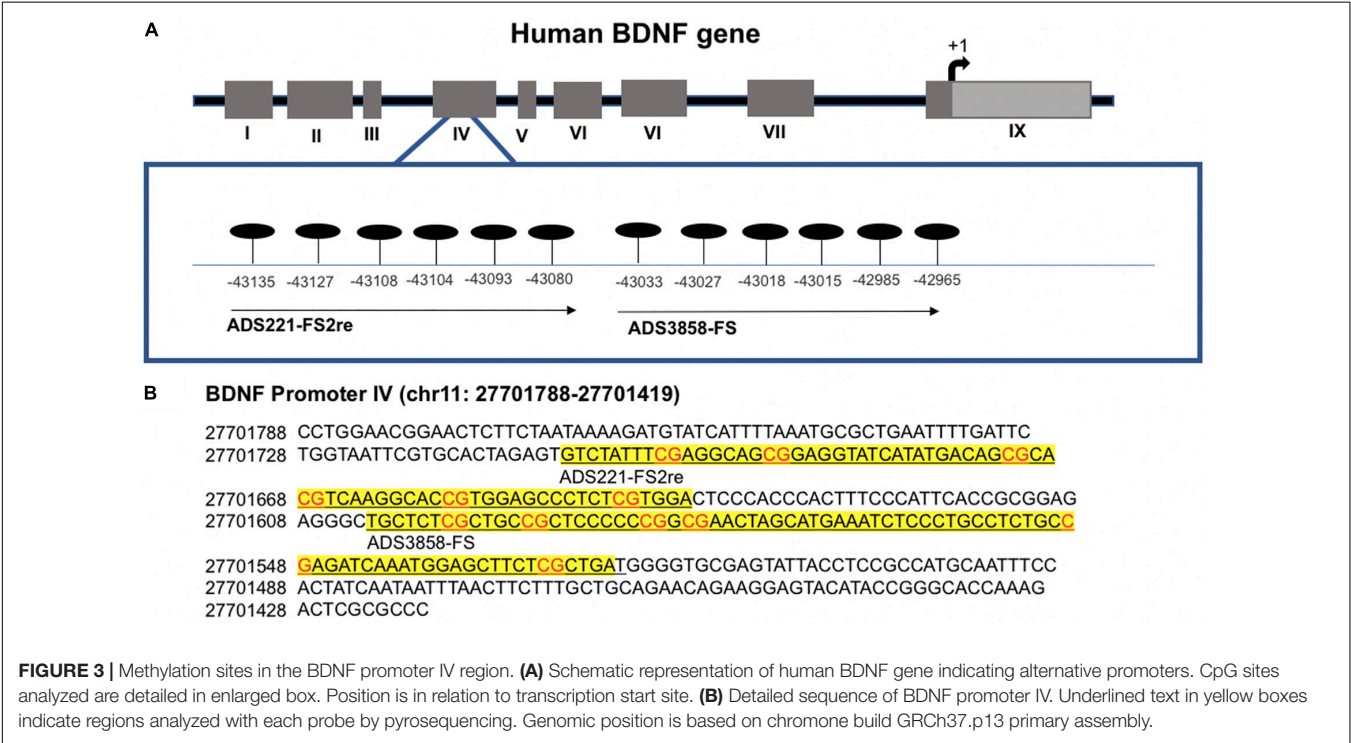 A
Human BDNF gene
+1
I II III IV V VI VI VII IX
-43135 -43127 -43108 -43104 -43093 -43080 -43033 -43027 -43018 -43015 -42985 -42965
ADS221-FS2re ADS3858-FS
B BDNF Promoter IV (chr11: 27701788-27701419)
27701788 CCTGGAACGGAACTCTTCTAATAAAAGATGTATCATTTTAAATGCGCTGAATTTTGATTC
27701728 TGGTAATTCGTGCACTAGAGTGTCTATTTCGAGGCAGCGGAGGTATCATATGACAGCGCA
ADS221-FS2re
27701668 CGTCAAGGCACCGTGGAGCCCTCTCGTGGACTCCCACCCACTTTCCCATTCACCGCGGAG
27701608 AGGGCTGCTCTCGCTGCCGCTCCCCCCGGCGAACTAGCATGAAATCTCCCTGCCTCTGCC
ADS3858-FS
27701548 GAGATCAAATGGAGCTTCTCGCTGATGGGGTGCGAGTATTACCTCCGCCATGCAATTTCC
27701488 ACTATCAATAATTTAACTTCTTTGCTGCAGAACAGAAGGAGTACATACCGGGCACCAAAG
27701428 ACTCGCGCCC
FIGURE 3 | Methylation sites in the BDNF promoter IV region. (A) Schematic representation of human BDNF gene indicating alternative promoters. CpG sites
analyzed are detailed in enlarged box. Position is in relation to transcription start site. (B) Detailed sequence of BDNF promoter IV. Underlined text in yellow boxes
indicate regions analyzed with each probe by pyrosequencing. Genomic position is based on chromone build GRCh37.p13 primary assembly.